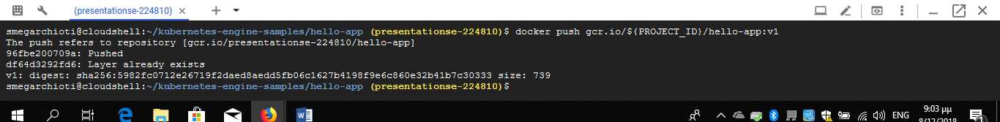 (presentationse-224810)
smegarchioti@cloudshell:~/kubernetes-engine-samples/hello-app (presentationse-224810)$ docker push gcr.io/${PROJECT_ID}/hello-app:v1
The push refers to repository [gcr.io/presentationse-224810/hello-app]
96fbe200709a: Pushed
df64d3292fd6: Layer already exists
v1: digest: sha256:5982fc0712e26719f2daed8aedd5fb06c1627b4198f9e6c860e32b41b7c30333 size: 739
smegarchioti@cloudshell:~/kubernetes-engine-samples/hello-app (presentationse-224810)$
ENG
9:03 μμ
8/12/2018